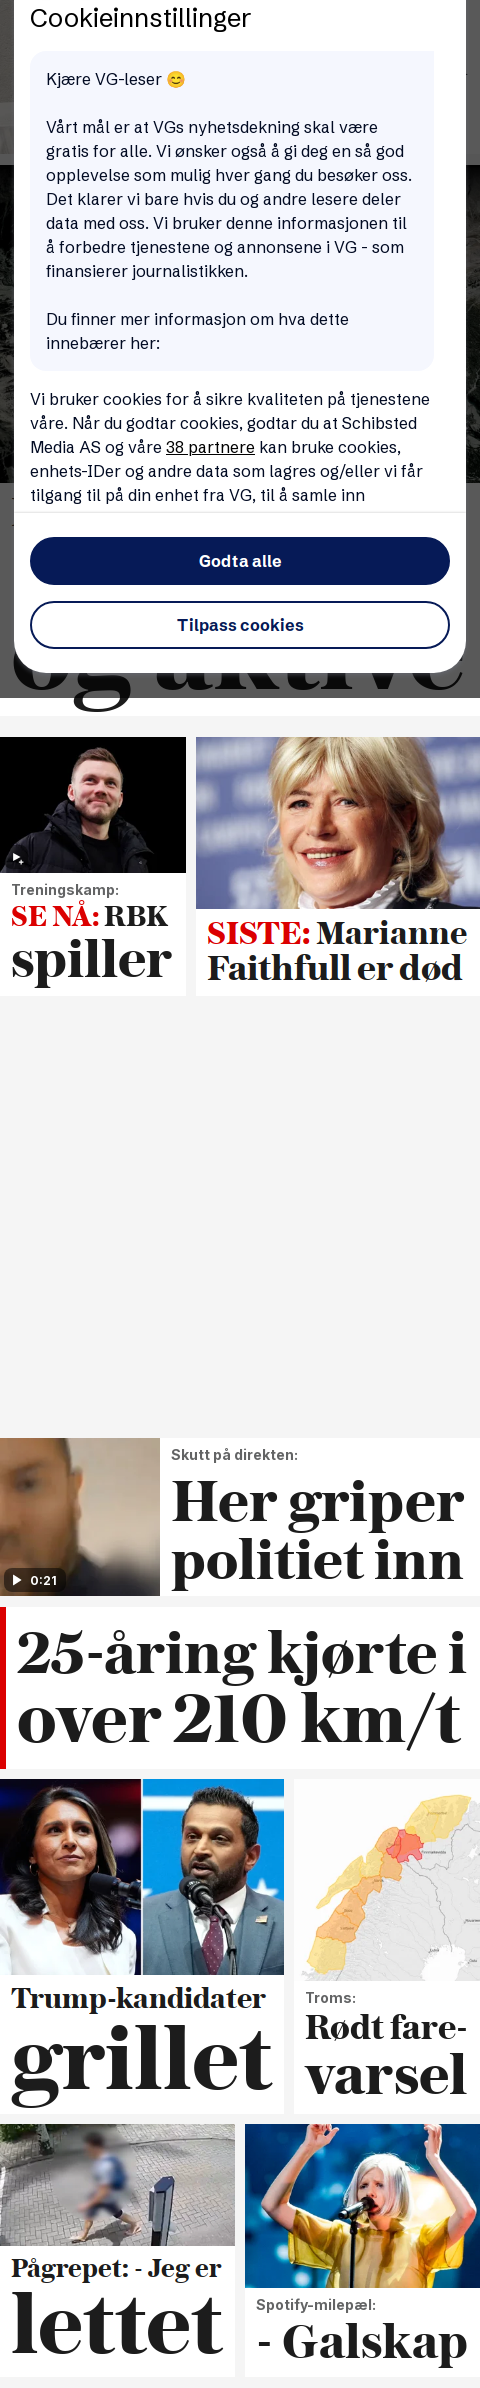 Cookieinnstillinger
Kjære VG-leser 😊
Vårt mål er at VGs nyhetsdekning skal være
gratis for alle. Vi ønsker også å gi deg en så god
opplevelse som mulig hver gang du besøker oss.
Det klarer vi bare hvis du og andre lesere deler
data med oss. Vi bruker denne informasjonen til
å forbedre tjenestene og annonsene i VG - som
finansierer journalistikken.
Du finner mer informasjon om hva dette
innebærer her:
Vi bruker cookies for å sikre kvaliteten på tjenestene
våre. Når du godtar cookies, godtar du at Schibsted
Media AS og våre 38 partnere kan bruke cookies,
enhets-IDer og andre data som lagres og/eller vi får
tilgang til på din enhet fra VG, til å samle inn
Godta alle
Tilpass cookies
og aktive
Treningskamp:
SE NÅ: RBK
spiller
SISTE: Marianne
Faithfull er død
Skutt på direkten:
Her griper
politiet inn
0:21
25-åring kjørte i
over 210 km/t
Trump-kandidater
grillet
Troms:
Rødt fare-
varsel
Pågrepet: - Jeg er
lettet
Spotify-milepæl:
- Galskap